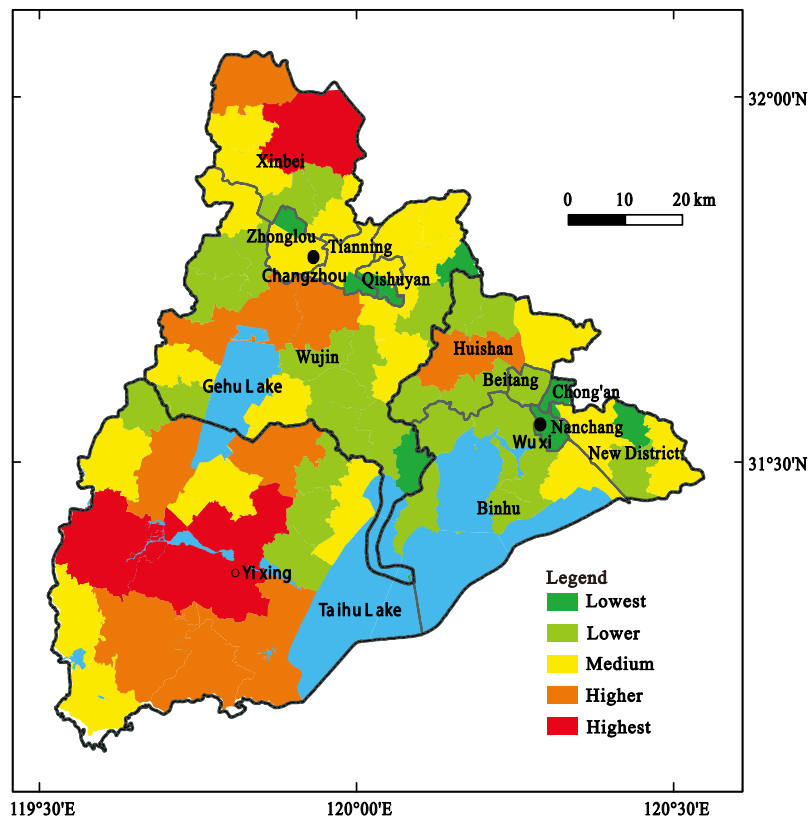 32°00'N
Xinbei
0 10 20 km
Zhonglou
Tianning
Changzhou
Qishuyan
Huishan
Wujin
Beitang
Gehu Lake
Chong'an
Nanchang
Wuxi
New District
31°30'N
Binhu
Yixing
Taihu Lake
Legend
Lowest
Lower
Medium
Higher
Highest
119°30'E 120°00'E 120°30'E